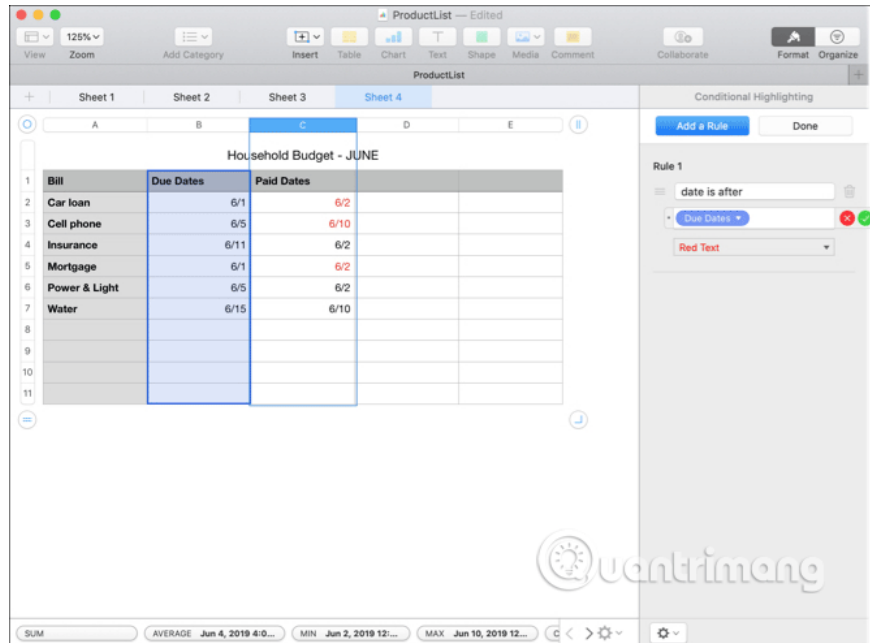 ProductList — Edited
125%
View Zoom Add Category Insert Table Chart Text Shape Media Comment Collaborate Format Organize
ProductList
Sheet 1 Sheet 2 Sheet 3 Sheet 4 Conditional Highlighting
A B C D E
Add a Rule Done
Household Budget - JUNE
Rule 1
1 Bill Due Dates Paid Dates
date is after
2 Car loan 6/1 6/2
3 Cell phone 6/5 6/10
Due Dates
4 Insurance 6/11 6/2
Red Text
5 Mortgage 6/1 6/2
6 Power & Light 6/5 6/2
7 Water 6/15 6/10
8
9
10
11
Quantrimang
SUM AVERAGE Jun 4, 2019 4:0... MIN Jun 2, 2019 12:... MAX Jun 10, 2019 12... C